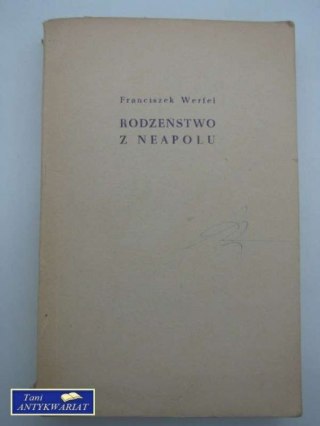 Franciszek Werfel
RODZEŃSTWO
Z NEAPOLU
Tani
ANTYKWARIAT